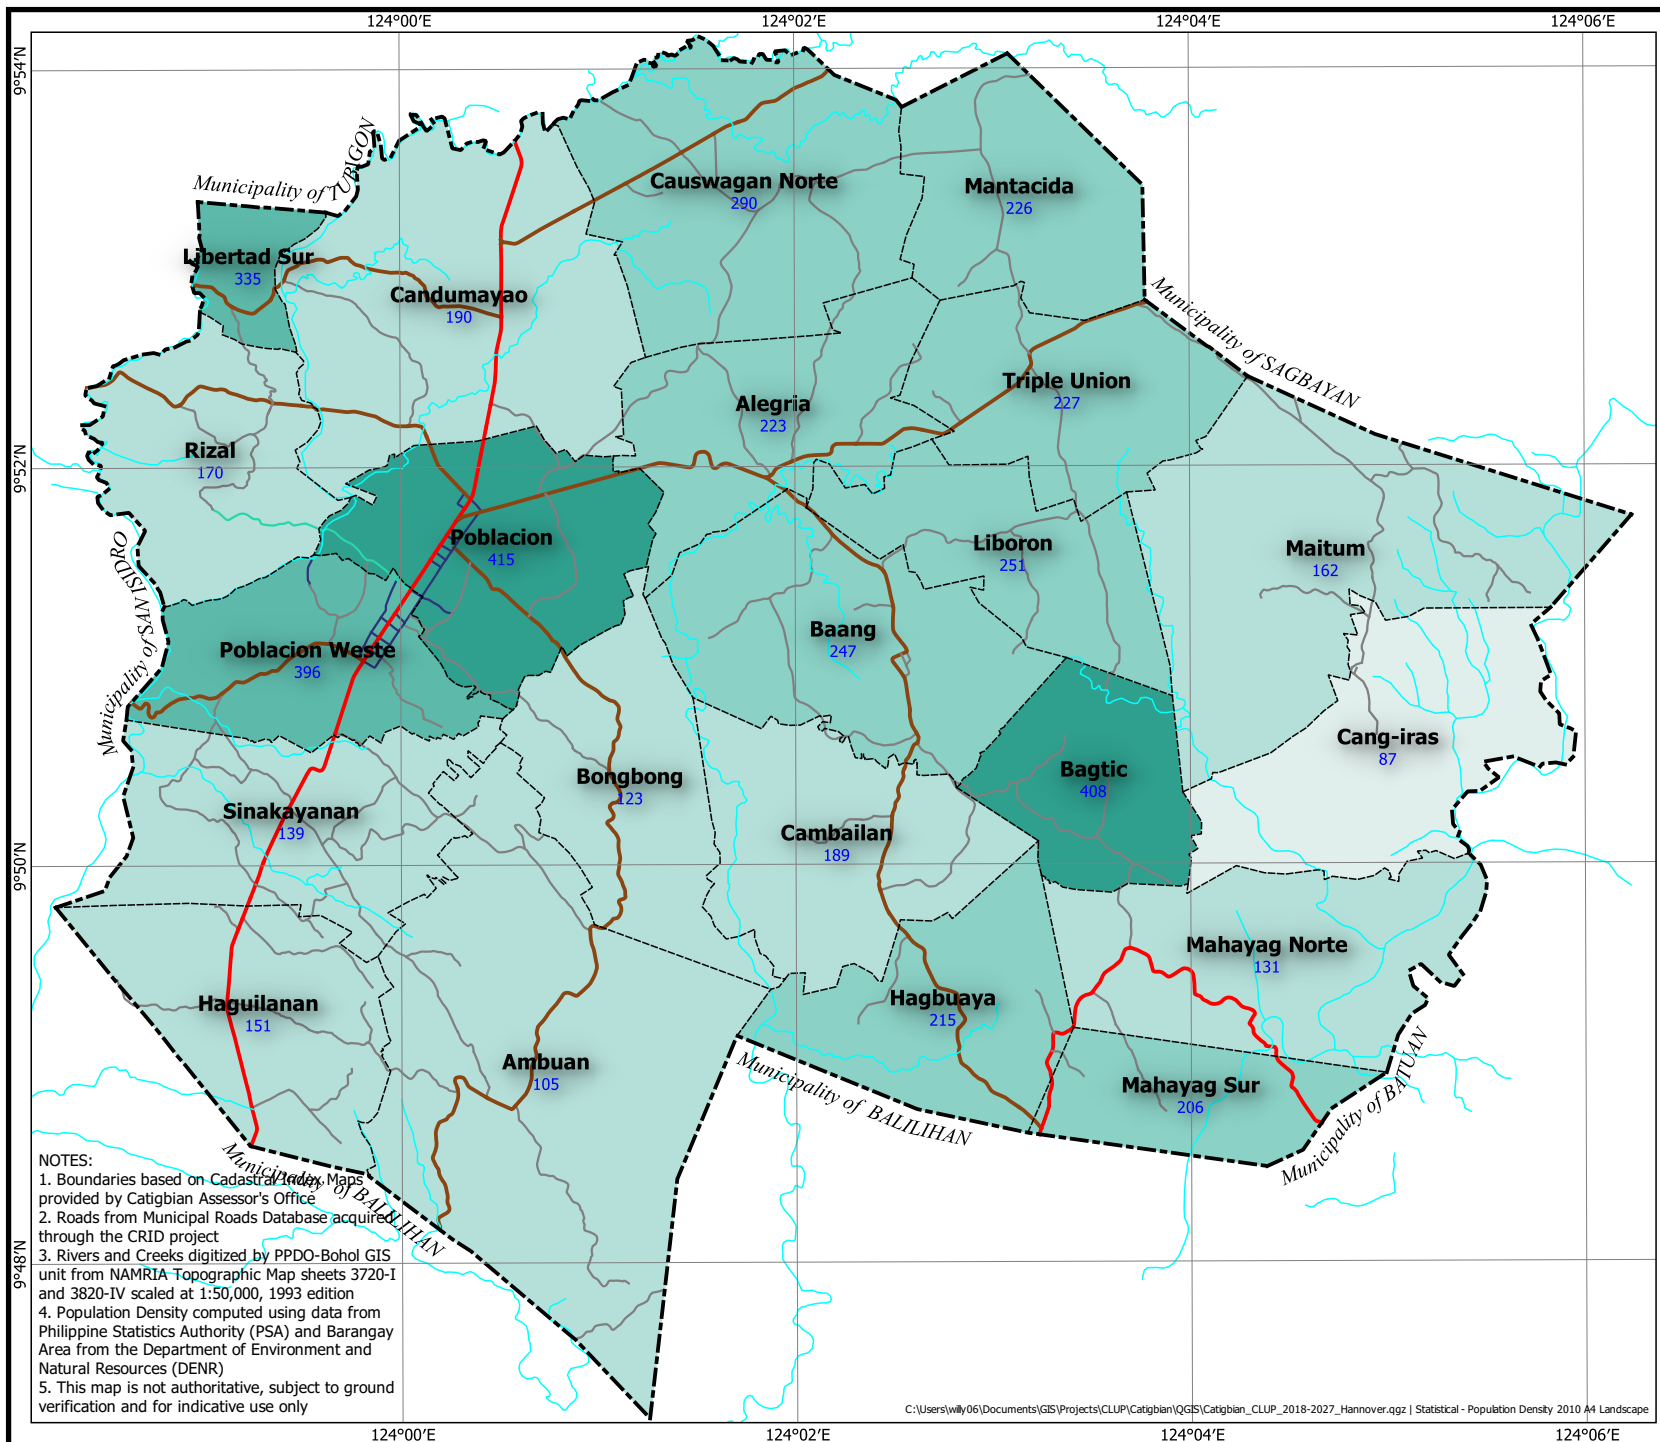 124°00′E
124°02′E
124°04′E
124°06′E
9°54′N
9°52′N
9°50′N
9°48′N
Municipality of TUBIGON
Causwagan Norte
290
Mantacida
226
Libertad Sur
335
Candumayao
190
Municipality of SAGBAYAN
Triple Union
227
Alegria
223
Rizal
170
Poblacion
415
Liboron
251
Maitum
162
Municipality of SAN ISIDRO
Poblacion Weste
396
Baang
247
Cang-iras
87
Bongbong
123
Bagtic
408
Sinakayanan
139
Cambailan
189
Mahayag Norte
131
Haguilanan
151
Hagbuaya
215
Ambuan
105
Mahayag Sur
206
Municipality of BALILIHAN
Municipality of BATUAN
Municipality of BALILIHAN
NOTES:
1. Boundaries based on Cadastral Index Maps
provided by Catigbian Assessor's Office
2. Roads from Municipal Roads Database acquired
through the CRID project
3. Rivers and Creeks digitized by PPDO-Bohol GIS
unit from NAMRIA Topographic Map sheets 3720-I
and 3820-IV scaled at 1:50,000, 1993 edition
4. Population Density computed using data from
Philippine Statistics Authority (PSA) and Barangay
Area from the Department of Environment and
Natural Resources (DENR)
5. This map is not authoritative, subject to ground
verification and for indicative use only
C:\Users\willy06\Documents\GIS\Projects\CLUP\Catigbian\QGIS\Catigbian_CLUP_2018-2027_Hannover.qgz | Statistical - Population Density 2010 A4 Landscape
124°00′E
124°02′E
124°04′E
124°06′E